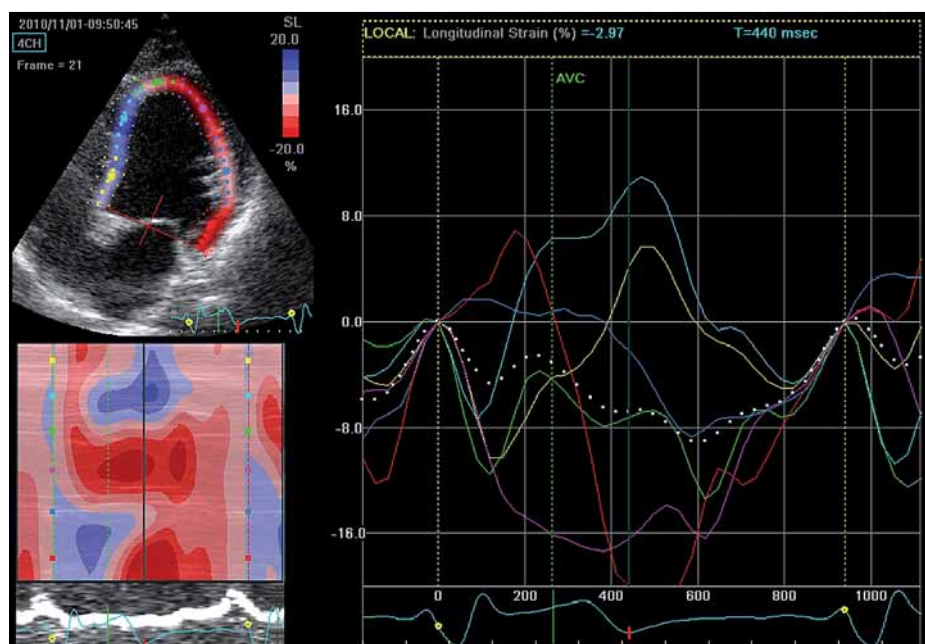 2010/11/01-09:50:45
4CH
Frame = 21
SL
20.0
-20.0
%
LOCAL: Longitudinal Strain (%) =-2.97 T=440 msec
AVC
16.0
8.0
0.0
-8.0
-16.0
0 200 400 600 800 1000